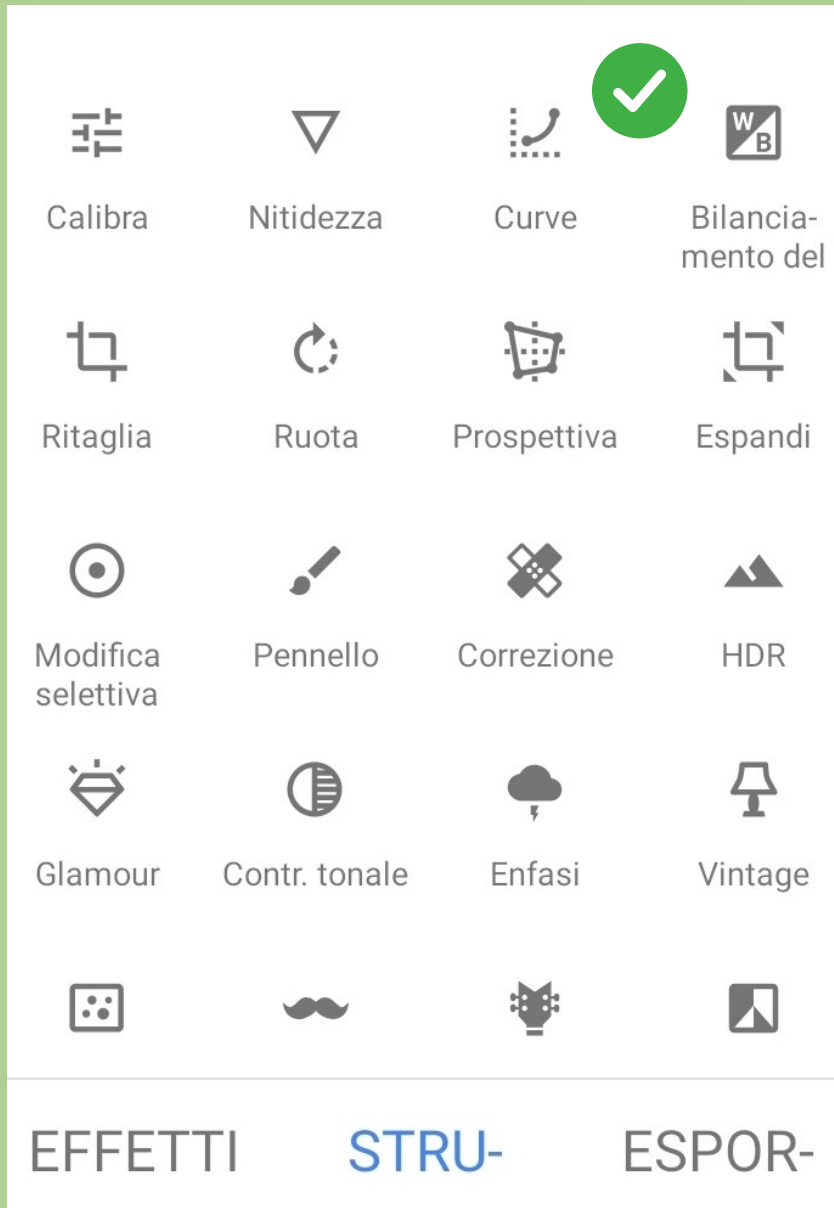 W
B
Calibra Nitidezza Curve Bilancia-
mento del
Ritaglia Ruota Prospettiva Espandi
Modifica Pennello Correzione HDR
selettiva
Glamour Contr. tonale Enfasi Vintage
EFFETTI STRU- ESPOR-